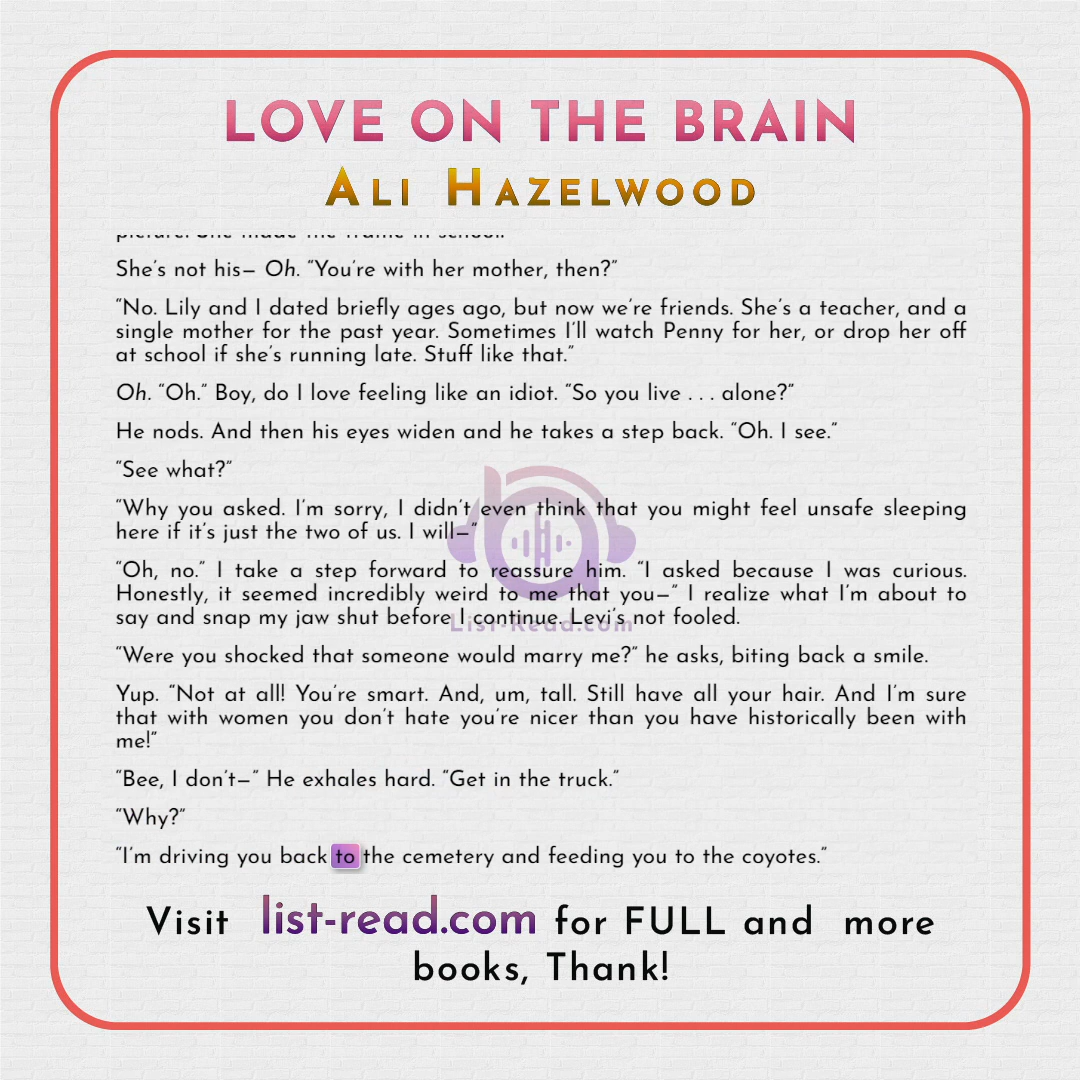 LOVE ON THE BRAIN
ALI HAZELWOOD
picture. She made the frame in school.
She's not his— Oh. “You're with her mother, then?”
“No. Lily and I dated briefly ages ago, but now we're friends. She's a teacher, and a
single mother for the past year. Sometimes I'll watch Penny for her, or drop her off
at school if she's running late. Stuff like that.”
Oh. “Oh.” Boy, do I love feeling like an idiot. “So you live . . . alone?”
He nods. And then his eyes widen and he takes a step back. “Oh. I see.”
“See what?”
“Why you asked. I'm sorry, I didn't even think that you might feel unsafe sleeping
here if it's just the two of us. I will—”
“Oh, no.” I take a step forward to reassure him. “I asked because I was curious.
Honestly, it seemed incredibly weird to me that you—” I realize what I'm about to
say and snap my jaw shut before I continue. Levi's not fooled.
List-Read.com
“Were you shocked that someone would marry me?” he asks, biting back a smile.
Yup. “Not at all! You're smart. And, um, tall. Still have all your hair. And I'm sure
that with women you don't hate you're nicer than you have historically been with
me!”
“Bee, I don't—” He exhales hard. “Get in the truck.”
“Why?”
“I'm driving you back to the cemetery and feeding you to the coyotes.”
Visit list-read.com for FULL and more
books, Thank!